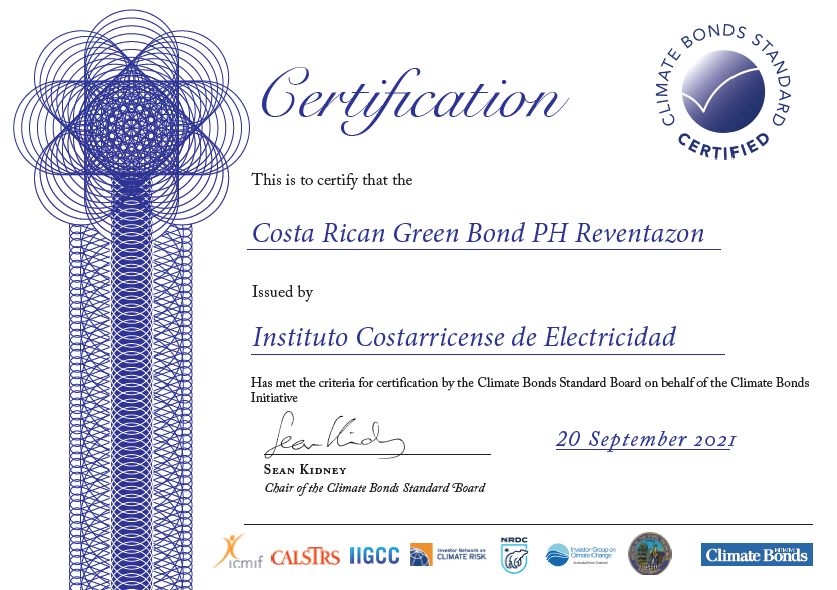 CLIMATE BONDS STANDARD
CERTIFIED
Certification
This is to certify that the
Costa Rican Green Bond PH Reventazon
Issued by
Instituto Costarricense de Electricidad
Has met the criteria for certification by the Climate Bonds Standard Board on behalf of the Climate Bonds
Initiative
Sean Kidney
20 September 2021
SEAN KIDNEY
Chair of the Climate Bonds Standard Board
icmif
CALSTRS
IIGCC
Investor Network on
CLIMATE RISK
NRDC
Investor Group on
Climate Change
Australia/New Zealand
Climate Bonds
INITIATIVE